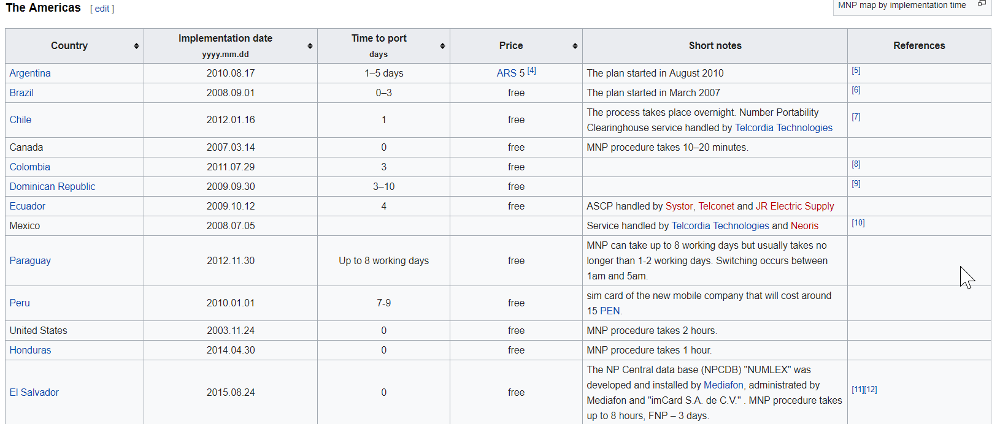 The Americas [ edit ]
MNP map by implementation time
Country Implementation date Time to port Price Short notes References
yyyy.mm.dd days
Argentina 2010.08.17 1–5 days ARS 5 [4] The plan started in August 2010 [5]
Brazil 2008.09.01 0–3 free The plan started in March 2007 [6]
Chile 2012.01.16 1 free The process takes place overnight. Number Portability [7]
Clearinghouse service handled by Telcordia Technologies
Canada 2007.03.14 0 free MNP procedure takes 10–20 minutes.
Colombia 2011.07.29 3 free [8]
Dominican Republic 2009.09.30 3–10 free [9]
Ecuador 2009.10.12 4 free ASCP handled by Systor, Telconet and JR Electric Supply
Mexico 2008.07.05 Service handled by Telcordia Technologies and Neoris [10]
Paraguay 2012.11.30 Up to 8 working days free MNP can take up to 8 working days but usually takes no
longer than 1-2 working days. Switching occurs between
1am and 5am.
Peru 2010.01.01 7-9 free sim card of the new mobile company that will cost around
15 PEN.
United States 2003.11.24 0 free MNP procedure takes 2 hours.
Honduras 2014.04.30 0 free MNP procedure takes 1 hour.
El Salvador 2015.08.24 0 free The NP Central data base (NPCDB) "NUMLEX" was [11][12]
developed and installed by Mediafon, administrated by
Mediafon and "imCard S.A. de C.V." . MNP procedure takes
up to 8 hours, FNP – 3 days.